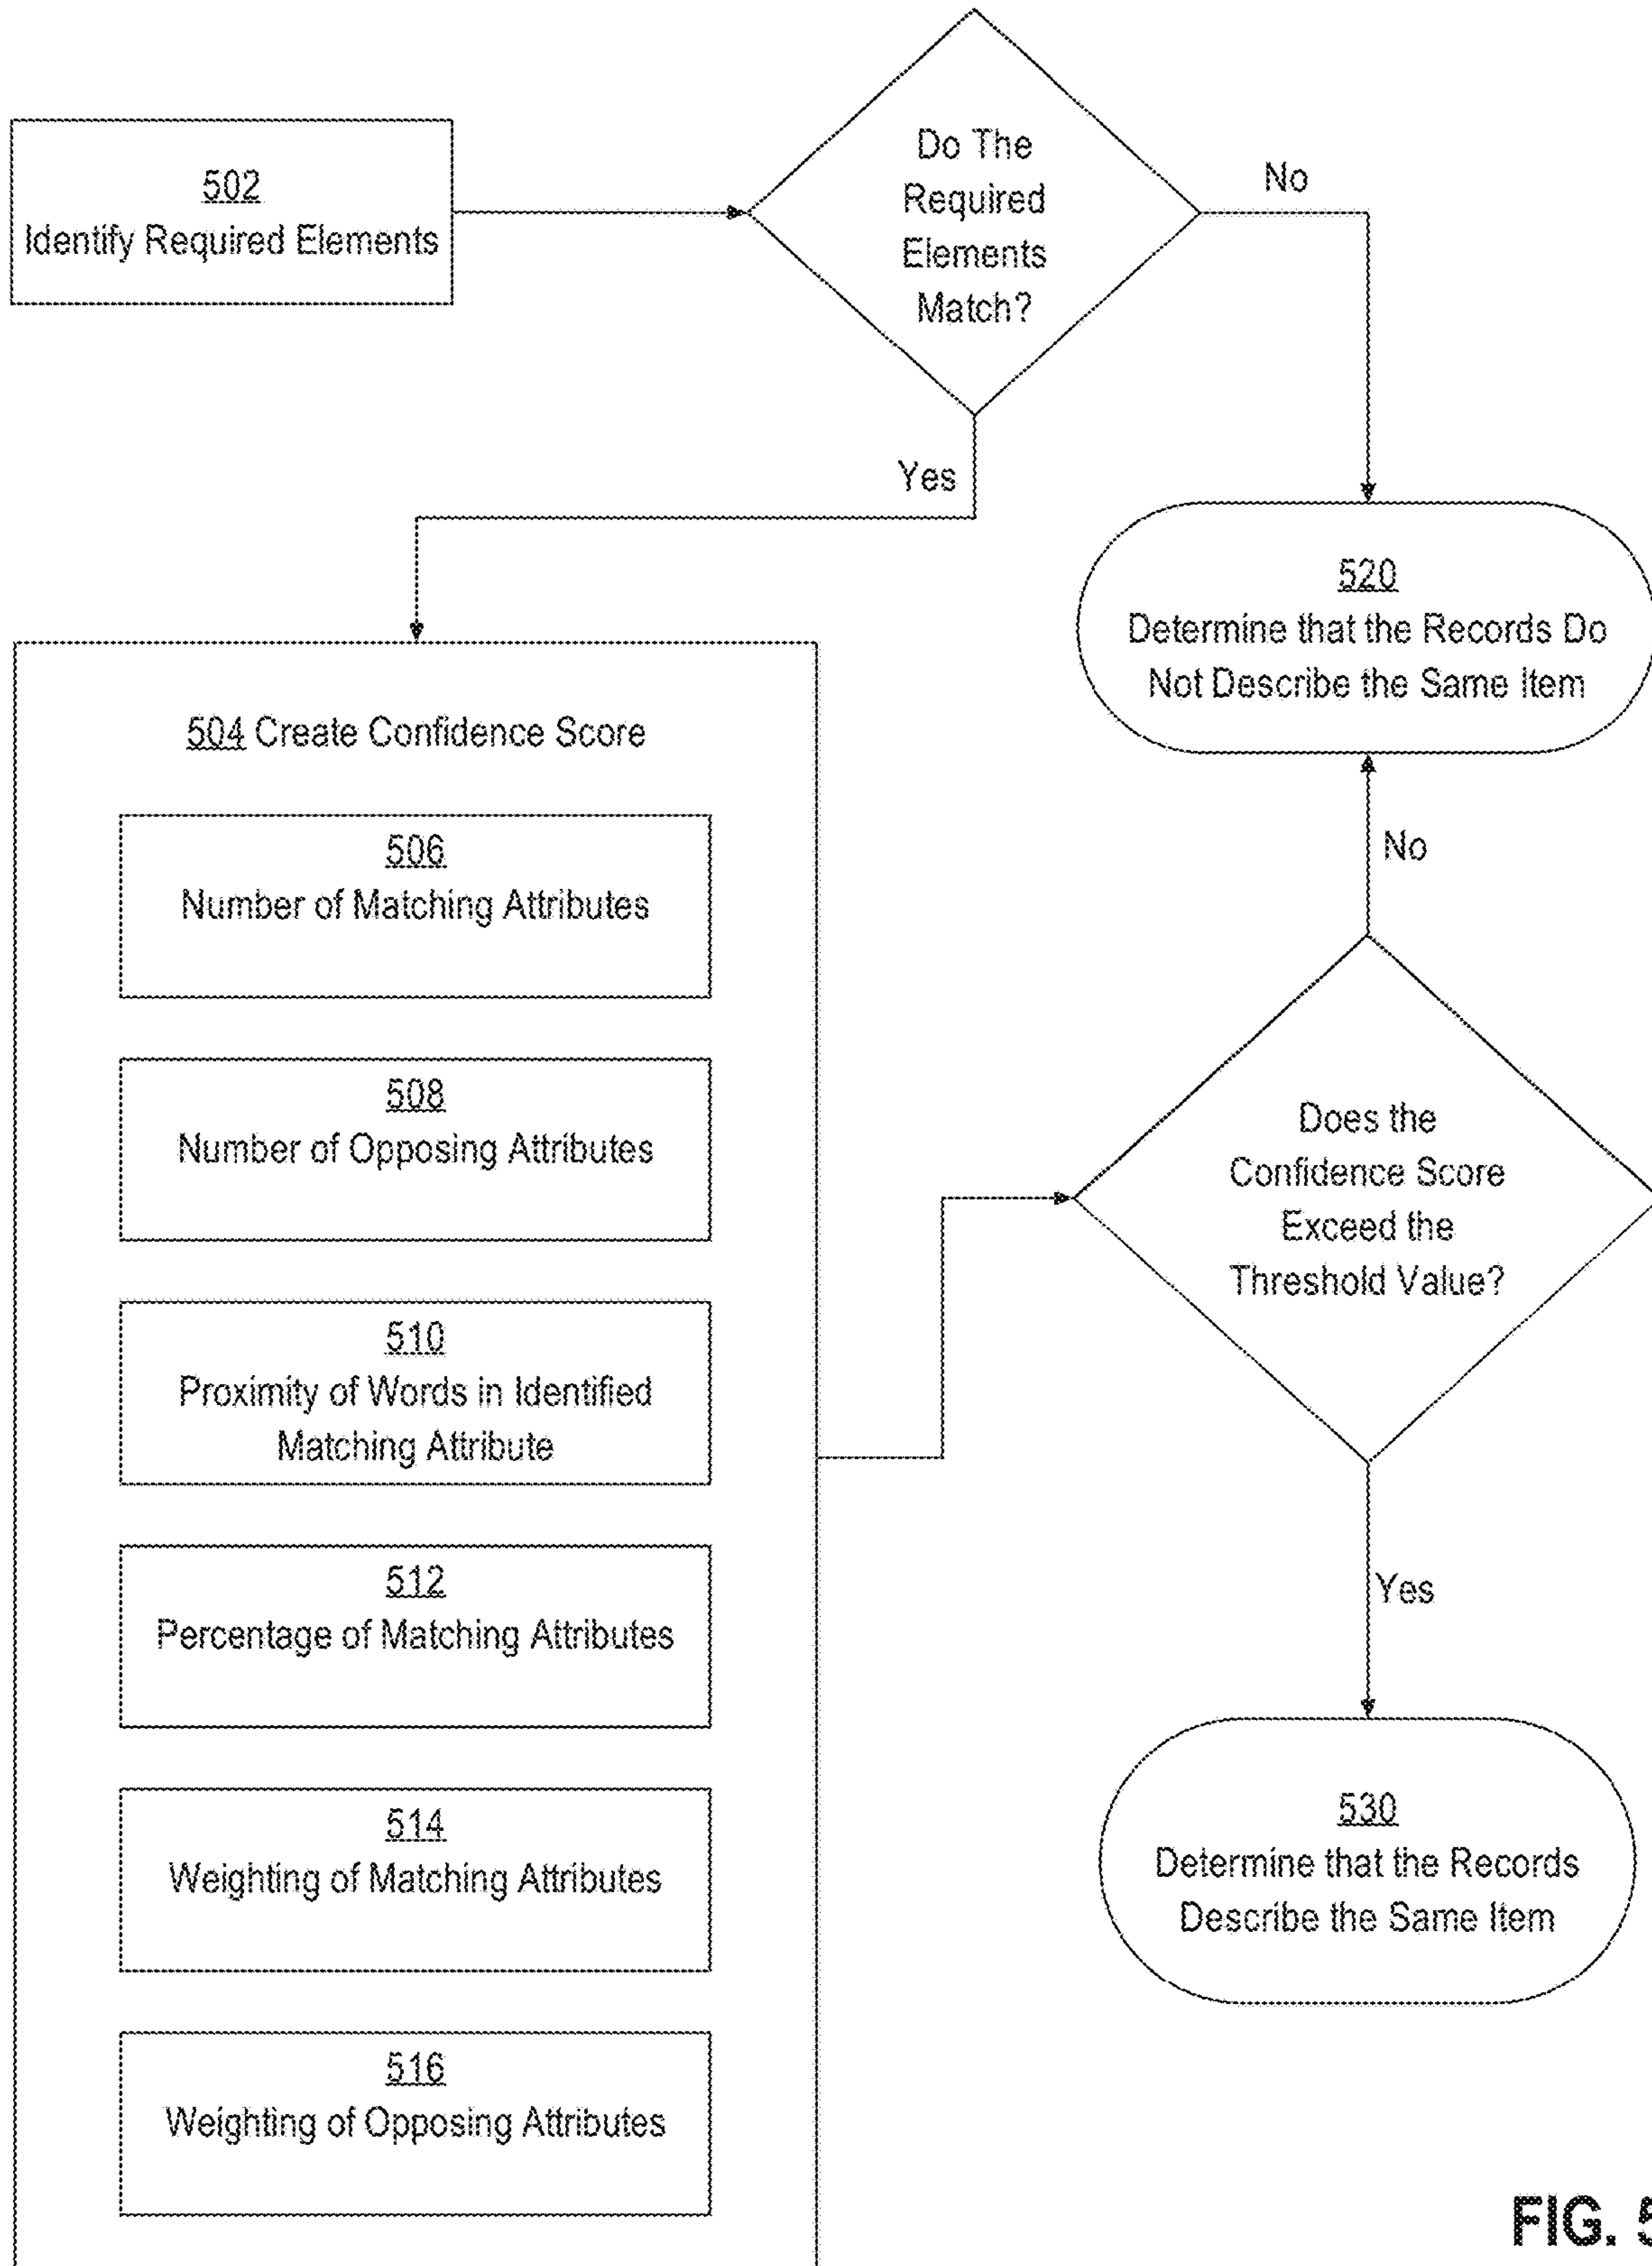 502
Identify Required Elements
Do The
Required
Elements
Match?
No
Yes
520
Determine that the Records Do
Not Describe the Same Item
504 Create Confidence Score
506
Number of Matching Attributes
508
Number of Opposing Attributes
510
Proximity of Words in Identified
Matching Attribute
512
Percentage of Matching Attributes
514
Weighting of Matching Attributes
516
Weighting of Opposing Attributes
No
Does the
Confidence Score
Exceed the
Threshold Value?
Yes
530
Determine that the Records
Describe the Same Item
FIG. 5